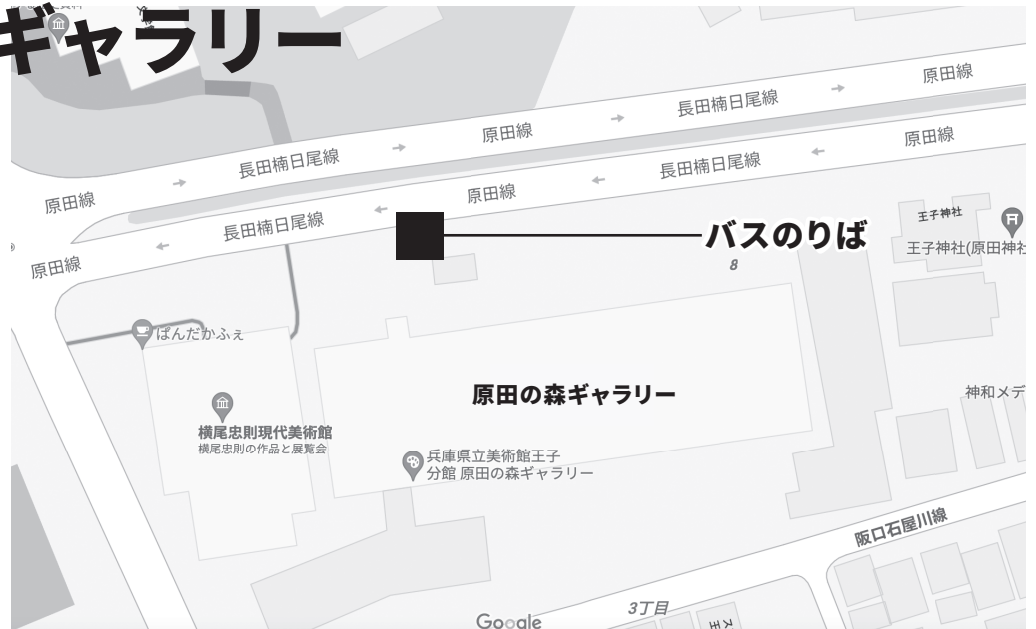 ギャラリー
原田線
長田楠日尾線
原田線
長田楠日尾線
原田線
長田楠日尾線
原田線
長田楠日尾線
原田線
原田線
バスのりば
8
王子神社
王子神社(原田神社
ぱんだかふぇ
原田の森ギャラリー
神和メデ
横尾忠則現代美術館
横尾忠則の作品と展覧会
兵庫県立美術館王子
分館 原田の森ギャラリー
阪口石屋川線
3丁目
Google